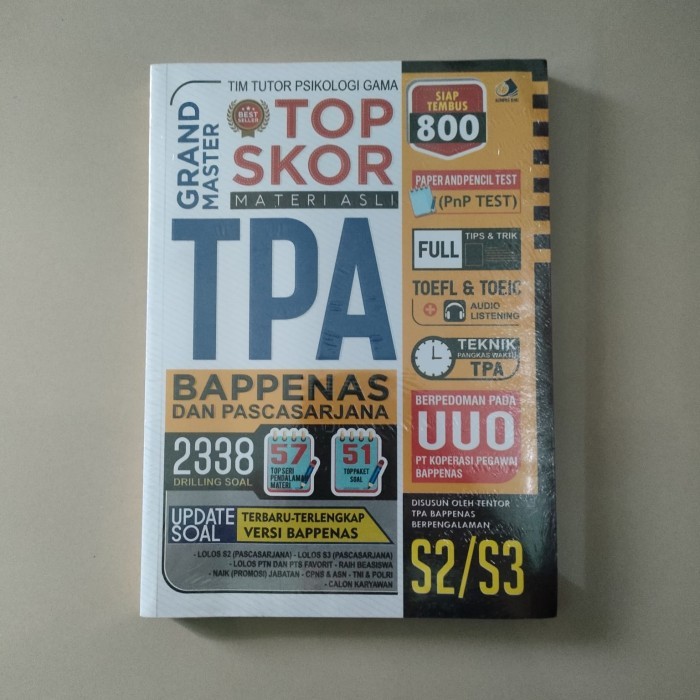 TIM TUTOR PSIKOLOGI GAMA
GRAND
MASTER
BEST
SELLER
TOP
SKOR
MATERI ASLI
TPA
BAPPENAS
DAN PASCASARJANA
2338
DRILLING SOAL
57
TOP SERI
PENDALAMAN
MATERI
51
TOP PAKET
SOAL
UPDATE
SOAL
TERBARU-TERLENGKAP
VERSI BAPPENAS
- LOLOS S2 (PASCASARJANA) - LOLOS S3 (PASCASARJANA)
- LOLOS PTN DAN PTS FAVORIT - RAIH BEASISWA
- NAIK (PROMOSI) JABATAN - CPNS & ASN - TNI & POLRI
- CALON KARYAWAN
SIAP
TEMBUS
800
PAPER AND PENCIL TEST
(PnP TEST)
FULL
TIPS & TRIK
TOEFL & TOEIC
+
AUDIO
LISTENING
TEKNIK
PANGKAS WAKTU
TPA
BERPEDOMAN PADA
UUO
PT KOPERASI PEGAWAI
BAPPENAS
DISUSUN OLEH TENTOR
TPA BAPPENAS
BERPENGALAMAN
S2/S3